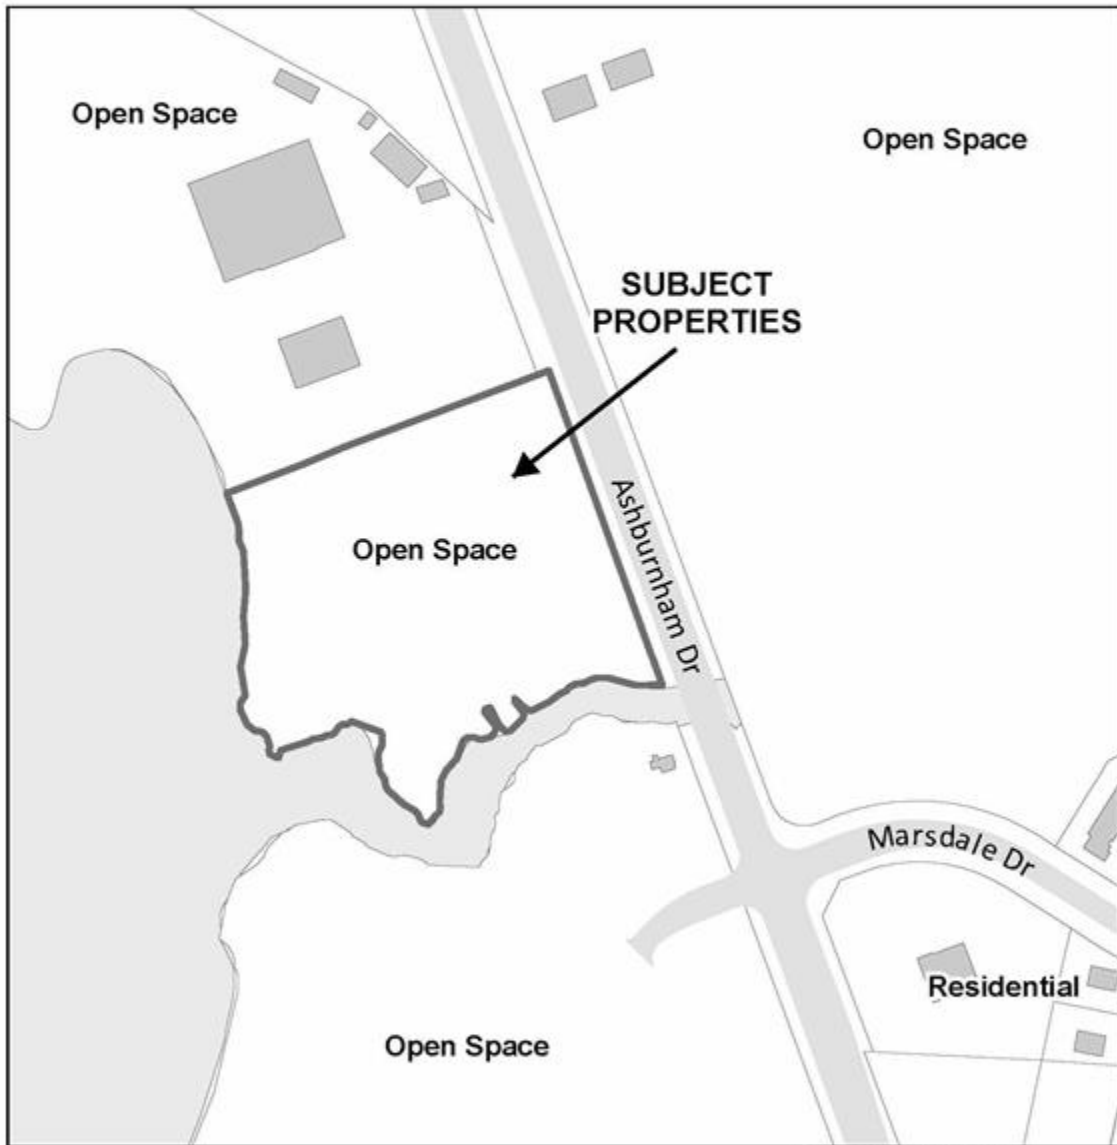 Open Space
Open Space
SUBJECT
PROPERTIES
Ashburnham Dr
Open Space
Marsdale Dr
Residential
Open Space